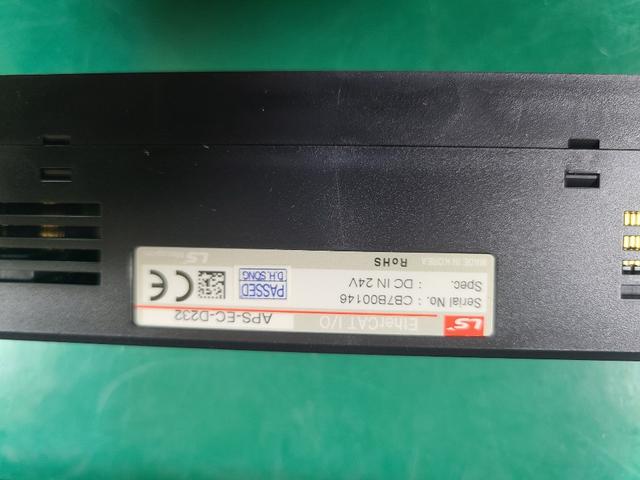 LS EtherCAT I/O APS-EC-D232
Serial No. : CB7B00146
Spec. : DC IN 24V
PASSED
D.H.SONG
CE
MADE IN KOREA RoHS LS